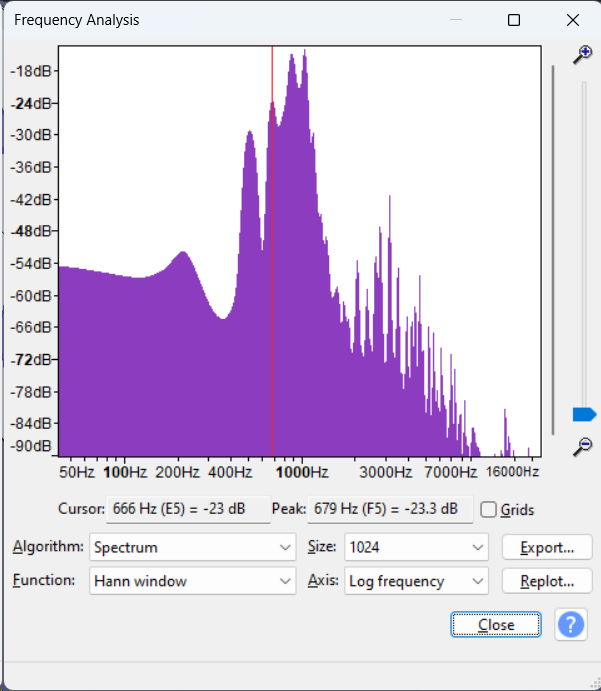 Frequency Analysis
-18dB
-24dB
-30dB
-36dB
-42dB
-48dB
-54dB
-60dB
-66dB
-72dB
-78dB
-84dB
-90dB
50Hz 100Hz 200Hz 400Hz 1000Hz 3000Hz 7000Hz 16000Hz
Cursor: 666 Hz (E5) = -23 dB Peak: 679 Hz (F5) = -23.3 dB Grids
Algorithm: Spectrum Size: 1024 Export...
Function: Hann window Axis: Log frequency Replot...
Close ?